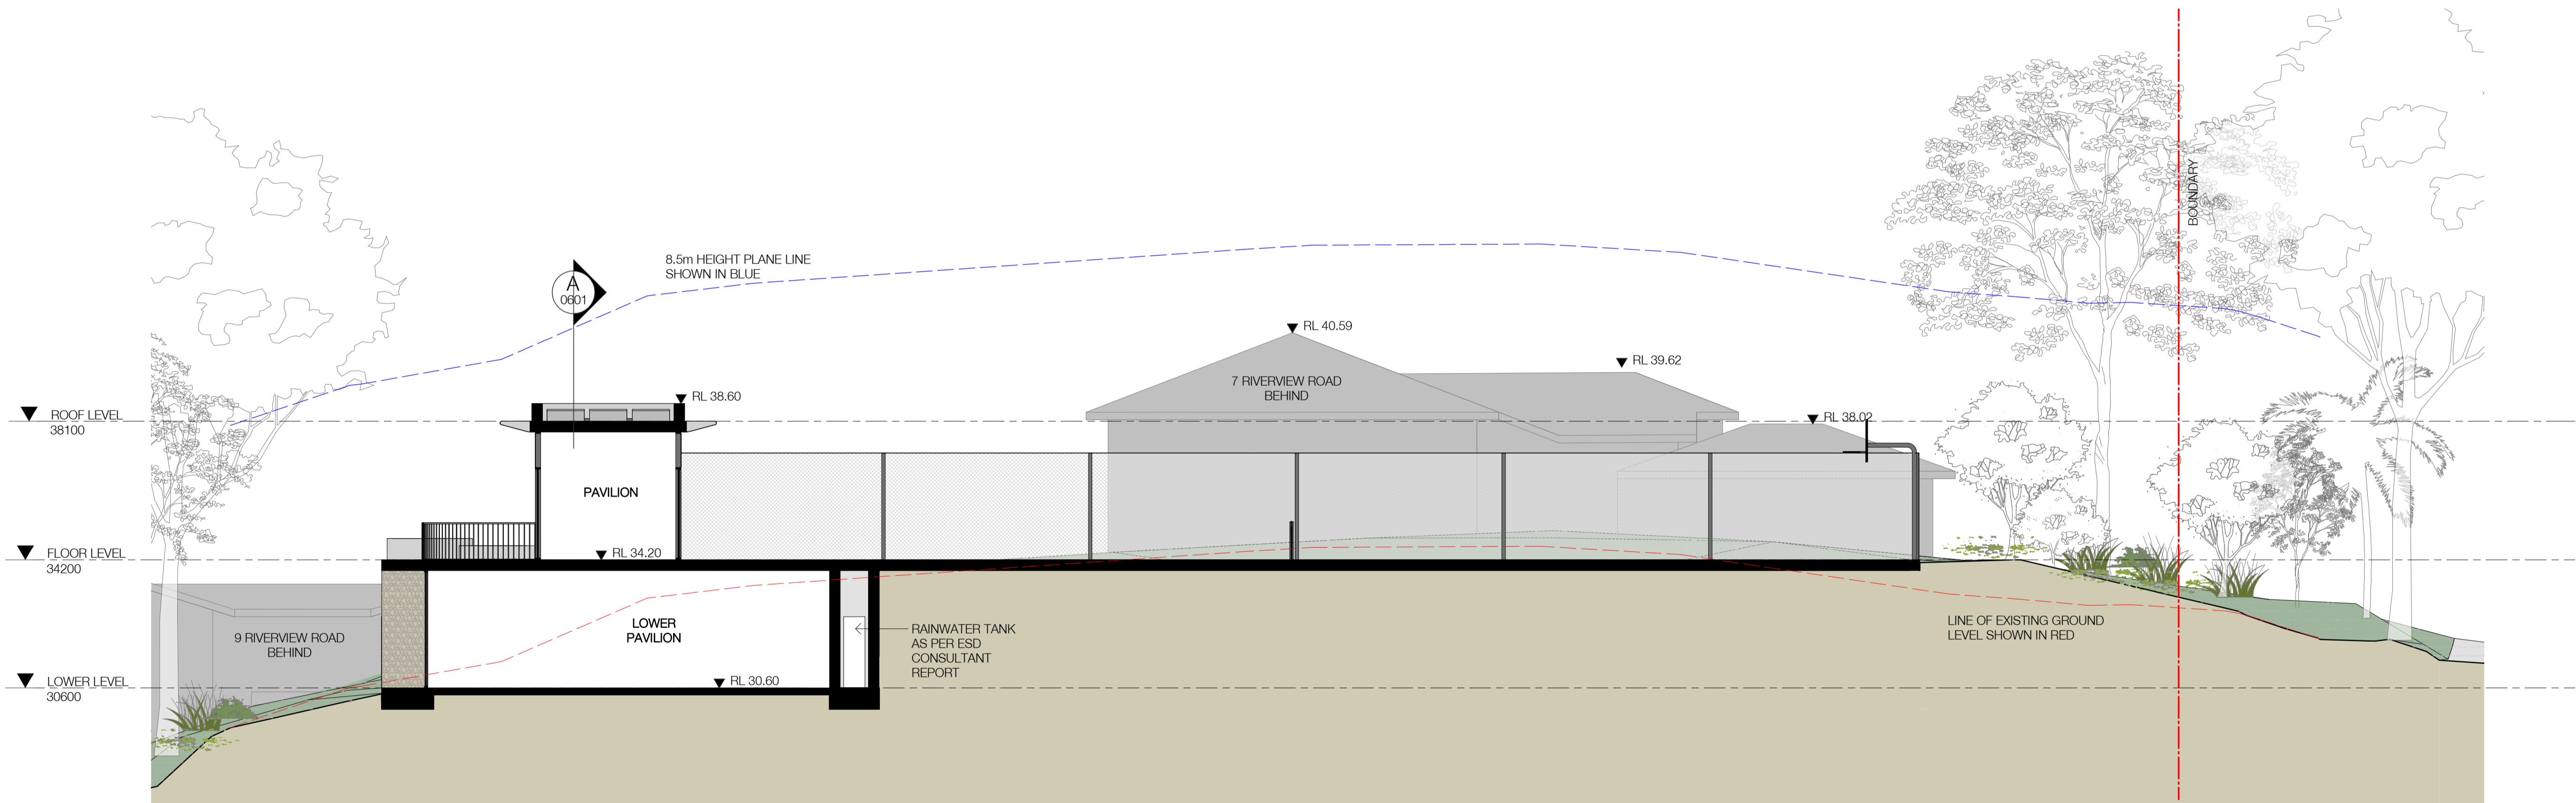 BOUNDARY
8.5m HEIGHT PLANE LINE
SHOWN IN BLUE
A
0601
RL 40.59
RL 39.62
7 RIVERVIEW ROAD
BEHIND
RL 38.60
ROOF LEVEL
38100
RL 38.02
PAVILION
FLOOR LEVEL
34200
RL 34.20
9 RIVERVIEW ROAD
BEHIND
LOWER
PAVILION
RAINWATER TANK
AS PER ESD
CONSULTANT
REPORT
LINE OF EXISTING GROUND
LEVEL SHOWN IN RED
LOWER LEVEL
30600
RL 30.60